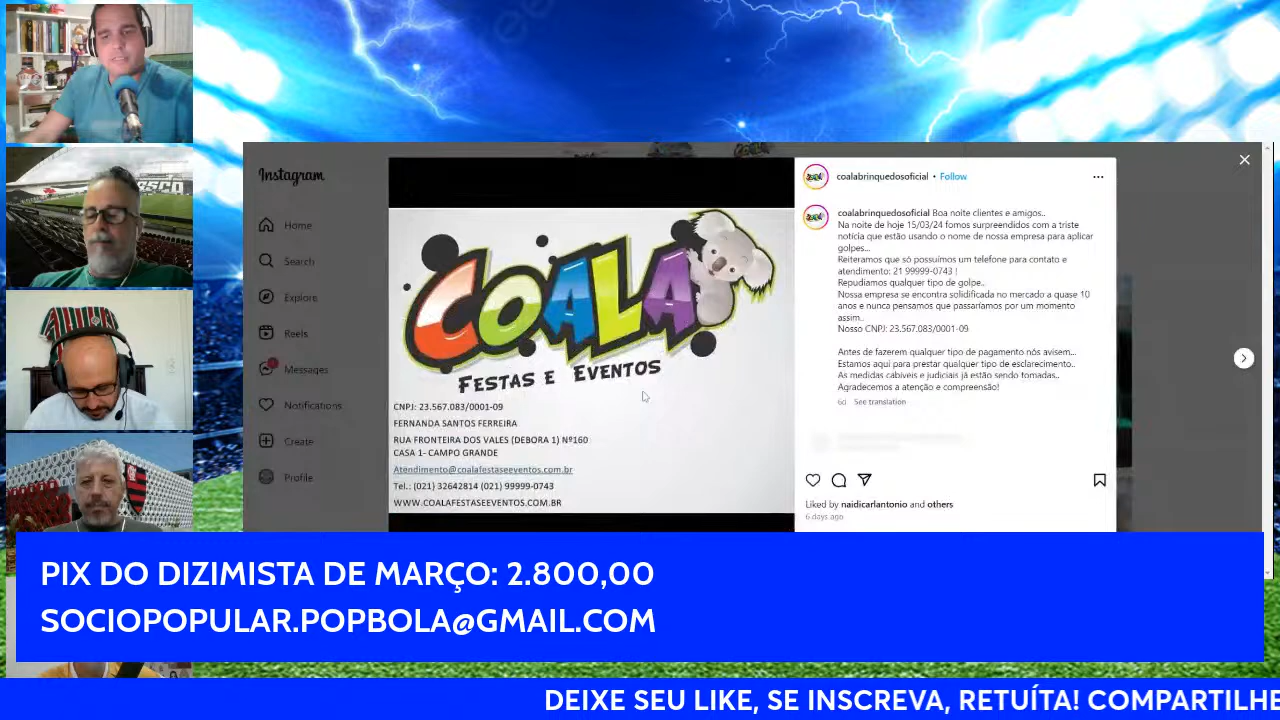 VASCO
Instagram
Home
Search
Explore
Reels
Messages
Notifications
Create
Profile
COALA
FESTAS E EVENTOS
CNPJ: 23.567.083/0001-09
FERNANDA SANTOS FERREIRA
RUA FRONTEIRA DOS VALES (DEBORA 1) Nº160
CASA 1- CAMPO GRANDE
Atendimento@coalafestaseeventos.com.br
Tel.: (021) 32642814 (021) 99999-0743
WWW.COALAFESTASEEVENTOS.COM.BR
coalabrinquedosoficial • Follow
coalabrinquedosoficial Boa noite clientes e amigos..
Na noite de hoje 15/03/24 fomos surpreendidos com a triste
notícia que estão usando o nome de nossa empresa para aplicar
golpes...
Reiteramos que só possuímos um telefone para contato e
atendimento: 21 99999-0743 !
Repudiamos qualquer tipo de golpe..
Nossa empresa se encontra solidificada no mercado a quase 10
anos e nunca pensamos que passaríamos por um momento
assim..
Nosso CNPJ: 23.567.083/0001-09
Antes de fazerem qualquer tipo de pagamento nós avisem...
Estamos aqui para prestar qualquer tipo de esclarecimento..
As medidas cabíveis e judiciais já estão sendo tomadas..
Agradecemos a atenção e compreensão!
6d See translation
Liked by naidicarlantonio and others
6 days ago
PIX DO DIZIMISTA DE MARÇO: 2.800,00
SOCIOPOPULAR.POPBOLA@GMAIL.COM
DEIXE SEU LIKE, SE INSCREVA, RETUÍTA! COMPARTILHE